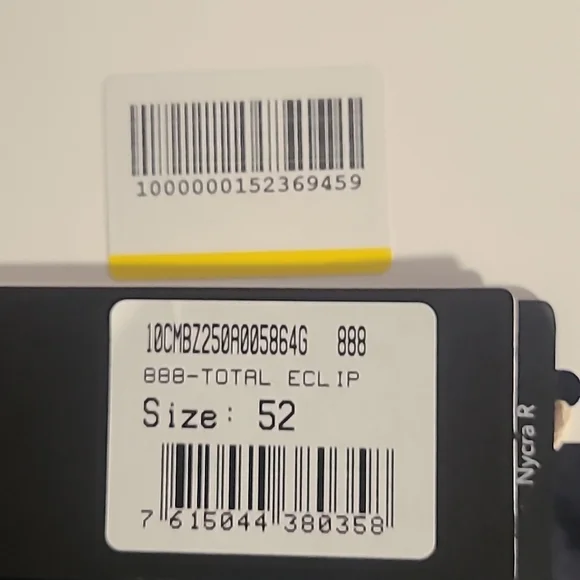 1000000152369459
10CMBZ250A005864G 888
888-TOTAL ECLIP
Size: 52
7 615044 380358
Nycra R